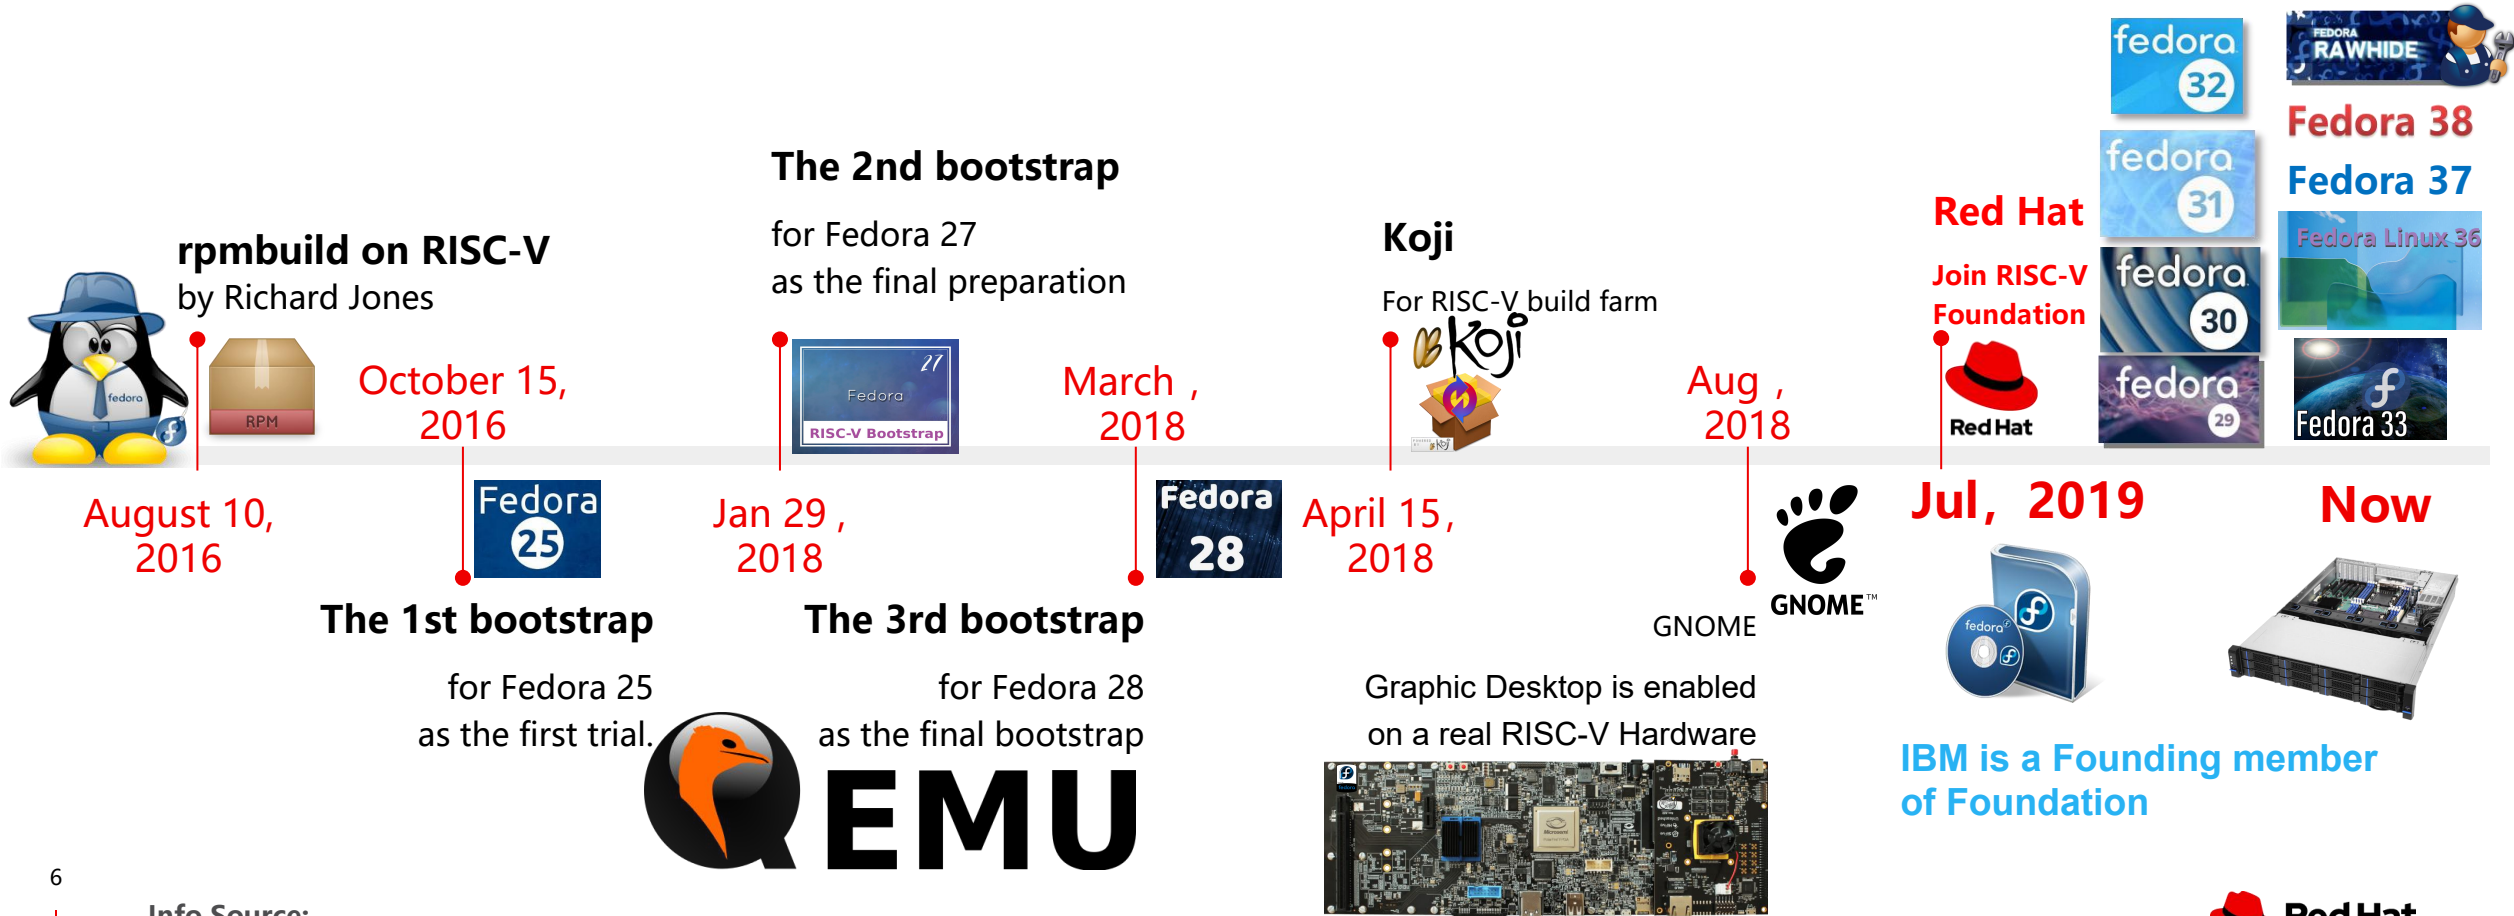 rpmbuild on RISC-V
by Richard Jones
fedora
RPM
August 10,
2016
October 15,
2016
Fedora
25
The 1st bootstrap
for Fedora 25
as the first trial.
The 2nd bootstrap
for Fedora 27
as the final preparation
27
Fedora
RISC-V Bootstrap
Jan 29 ,
2018
March ,
2018
Fedora
28
The 3rd bootstrap
for Fedora 28
as the final bootstrap
EMU
Koji
For RISC-V build farm
koji
April 15,
2018
Aug ,
2018
GNOME™
GNOME
Graphic Desktop is enabled
on a real RISC-V Hardware
Microsemi
Red Hat
Join RISC-V
Foundation
Red Hat
Jul, 2019
fedora
IBM is a Founding member
of Foundation
fedora
32
fedora
31
fedora
30
fedora
29
FEDORA
RAWHIDE
Fedora 38
Fedora 37
Fedora Linux 36
Fedora 33
Now
6
Info Source:
Red Hat